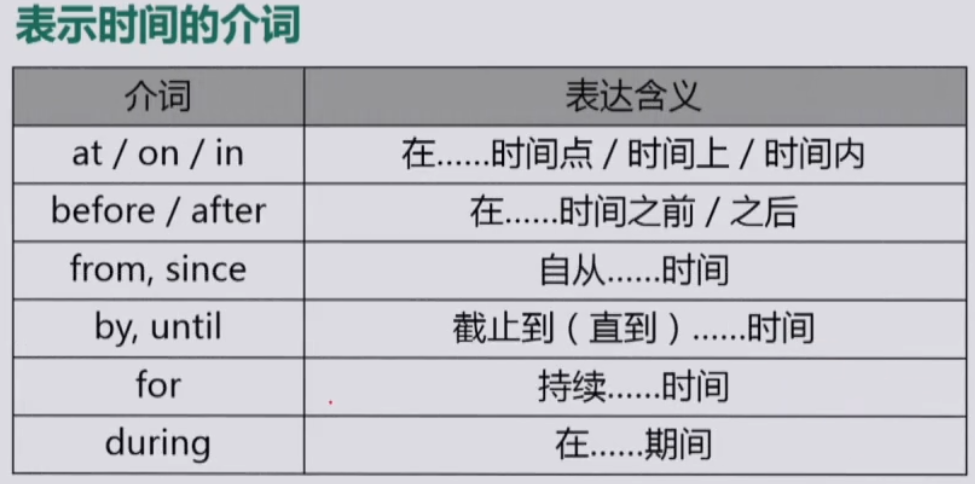 表示时间的介词
介词 表达含义
at / on / in 在……时间点 / 时间上 / 时间内
before / after 在……时间之前 / 之后
from, since 自从……时间
by, until 截止到（直到）……时间
for 持续……时间
during 在……期间